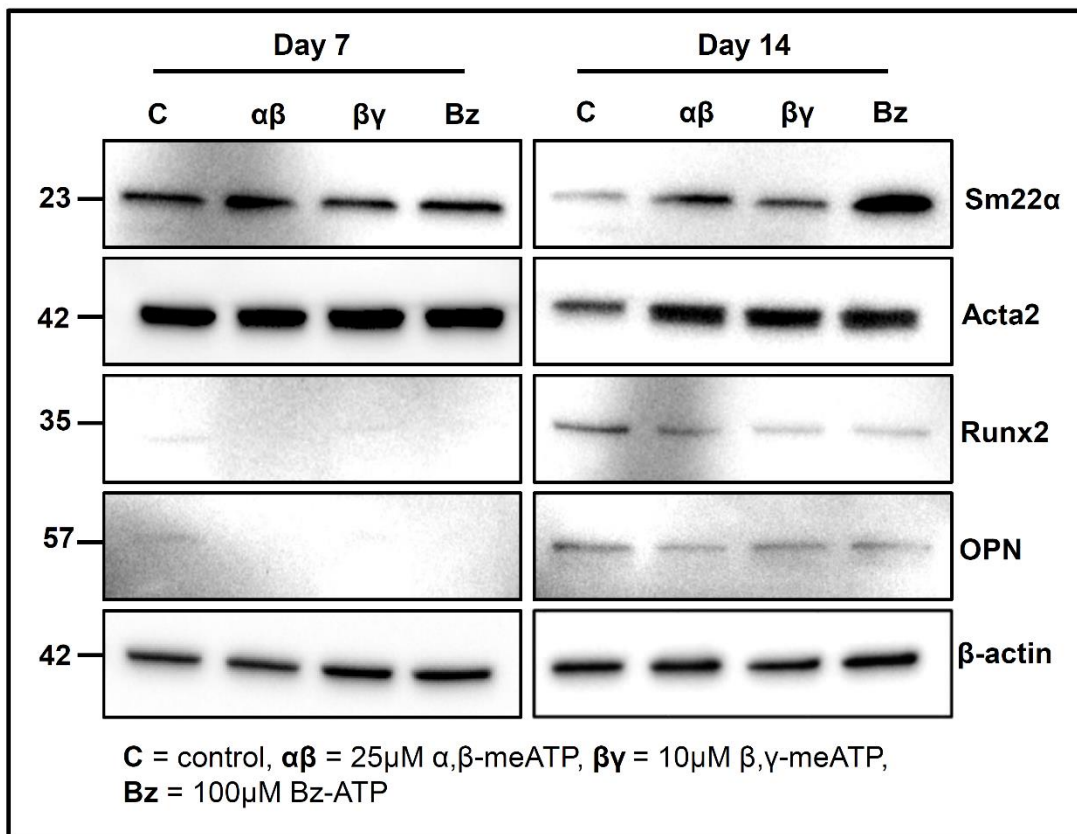 Day 7 Day 14
C αβ βγ Bz C αβ βγ Bz
23 Sm22α
42 Acta2
35 Runx2
57 OPN
42 β-actin
C = control, αβ = 25µM α,β-meATP, βγ = 10µM β,γ-meATP,
Bz = 100µM Bz-ATP